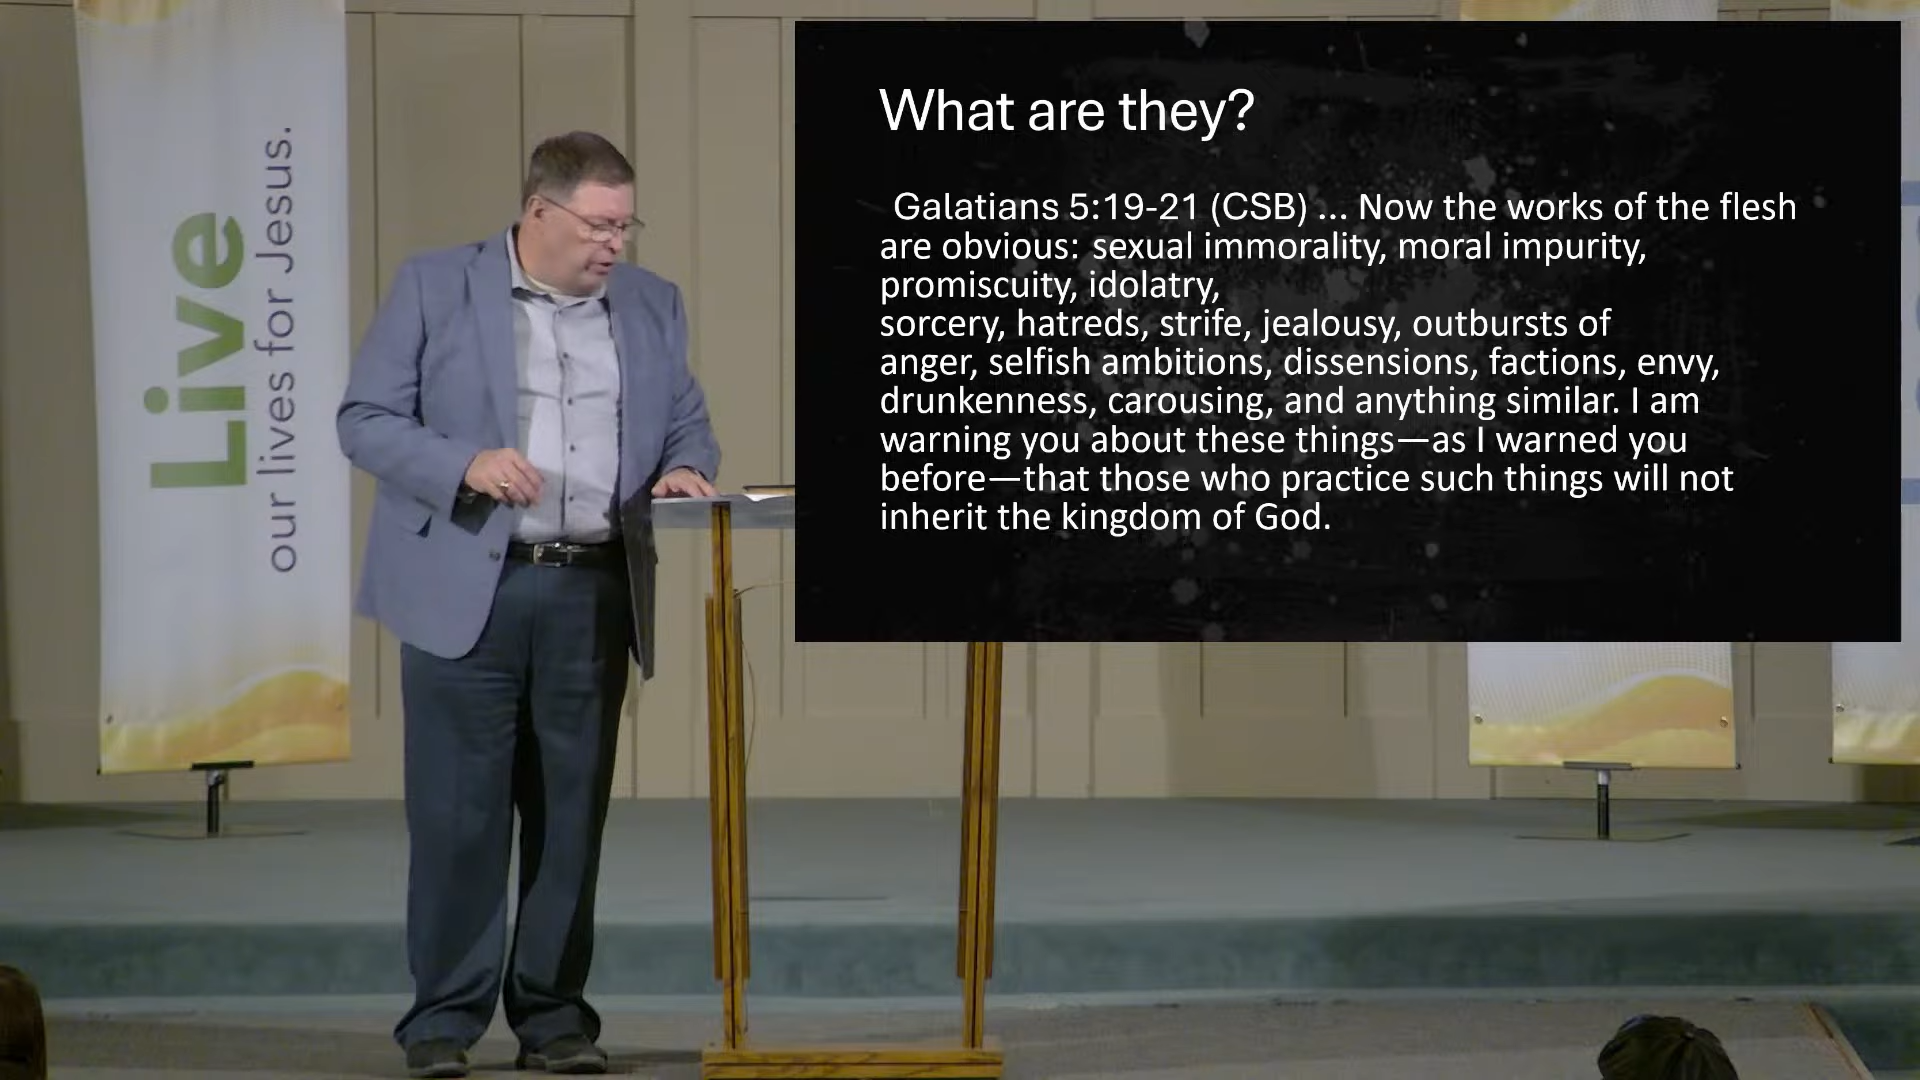 Live
our lives for Jesus.
What are they?
Galatians 5:19-21 (CSB) ... Now the works of the flesh
are obvious: sexual immorality, moral impurity,
promiscuity, idolatry,
sorcery, hatreds, strife, jealousy, outbursts of
anger, selfish ambitions, dissensions, factions, envy,
drunkenness, carousing, and anything similar. I am
warning you about these things—as I warned you
before—that those who practice such things will not
inherit the kingdom of God.